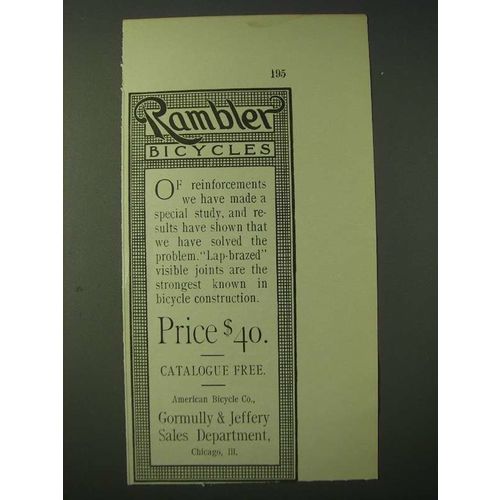 195
Rambler
BICYCLES
OF reinforcements
we have made a
special study, and re-
sults have shown that
we have solved the
problem. "Lap-brazed"
visible joints are the
strongest known in
bicycle construction.
Price $40.
CATALOGUE FREE.
American Bicycle Co.,
Gormully & Jeffery
Sales Department,
Chicago, Ill.